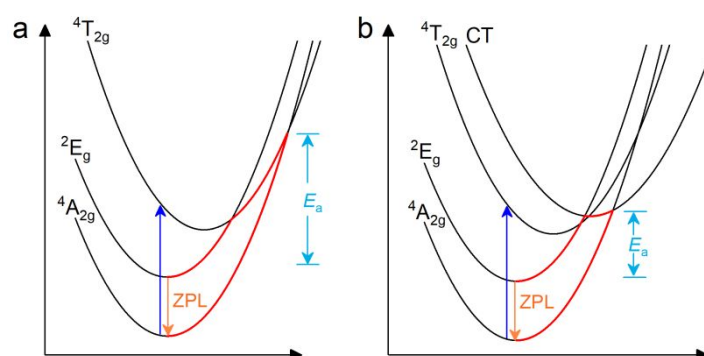 a
⁴T₂g
²Eg
⁴A₂g
ZPL
Eₐ
b
⁴T₂g CT
²Eg
⁴A₂g
ZPL
Eₐ